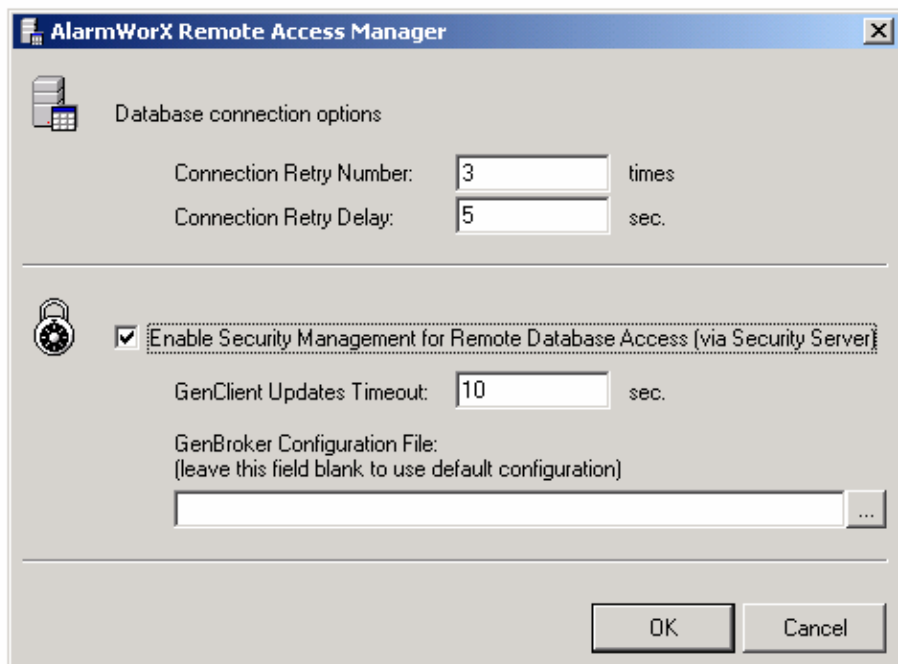 AlarmWorX Remote Access Manager
Database connection options
Connection Retry Number: 3 times
Connection Retry Delay: 5 sec.
Enable Security Management for Remote Database Access (via Security Server)
GenClient Updates Timeout: 10 sec.
GenBroker Configuration File:
(leave this field blank to use default configuration)
...
OK Cancel